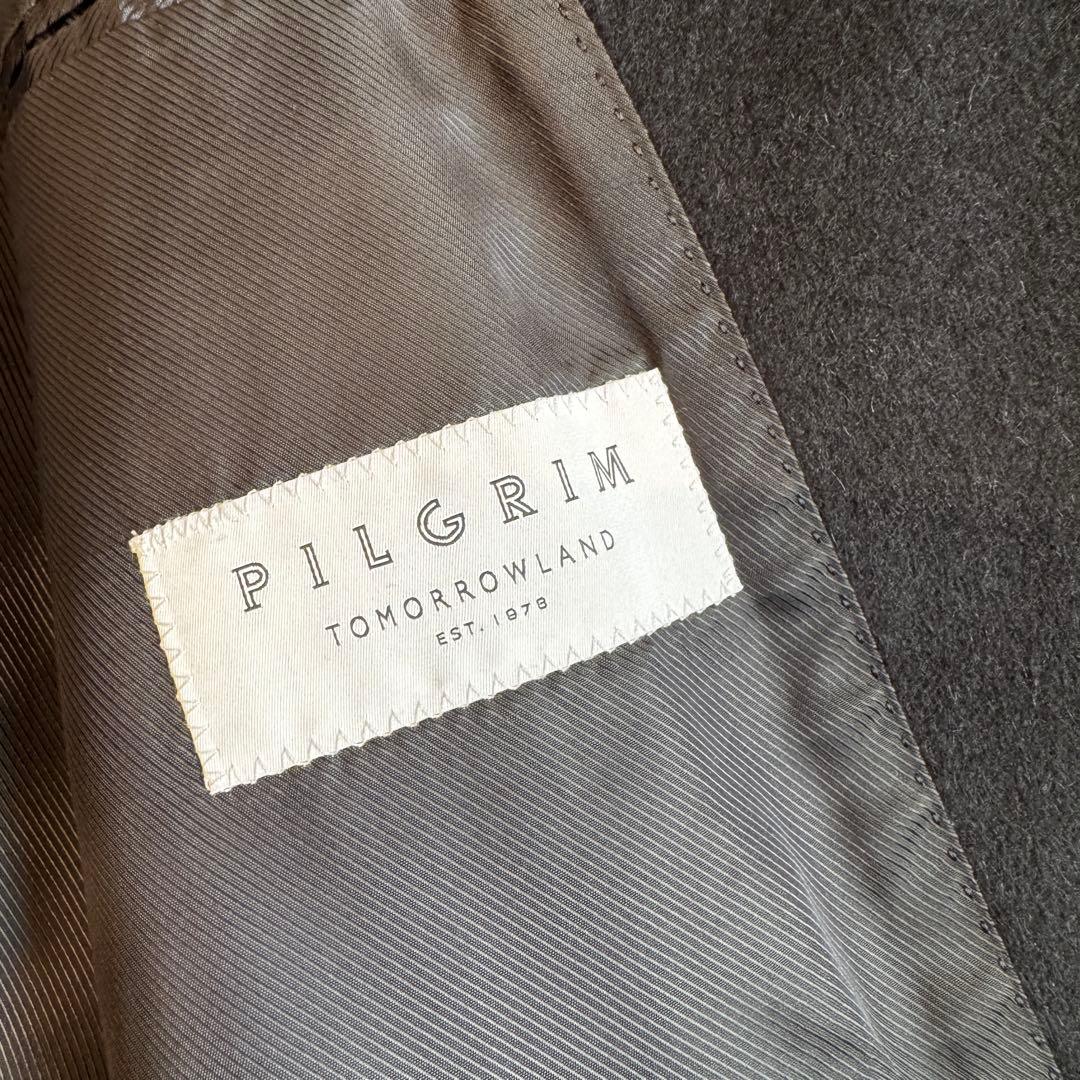 PILGRIM
TOMORROWLAND
EST. 1978